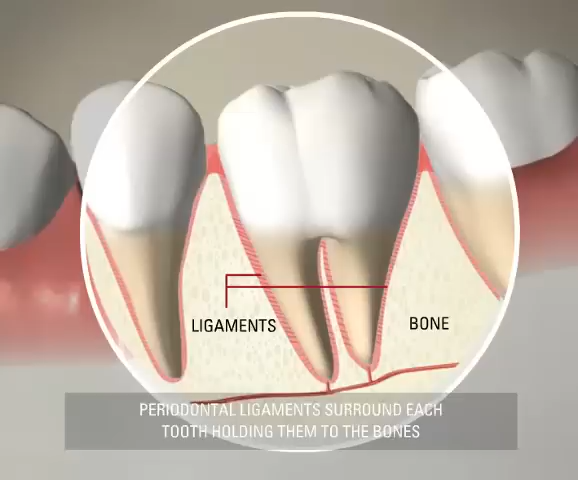 LIGAMENTS
BONE
PERIODONTAL LIGAMENTS SURROUND EACH
TOOTH HOLDING THEM TO THE BONES